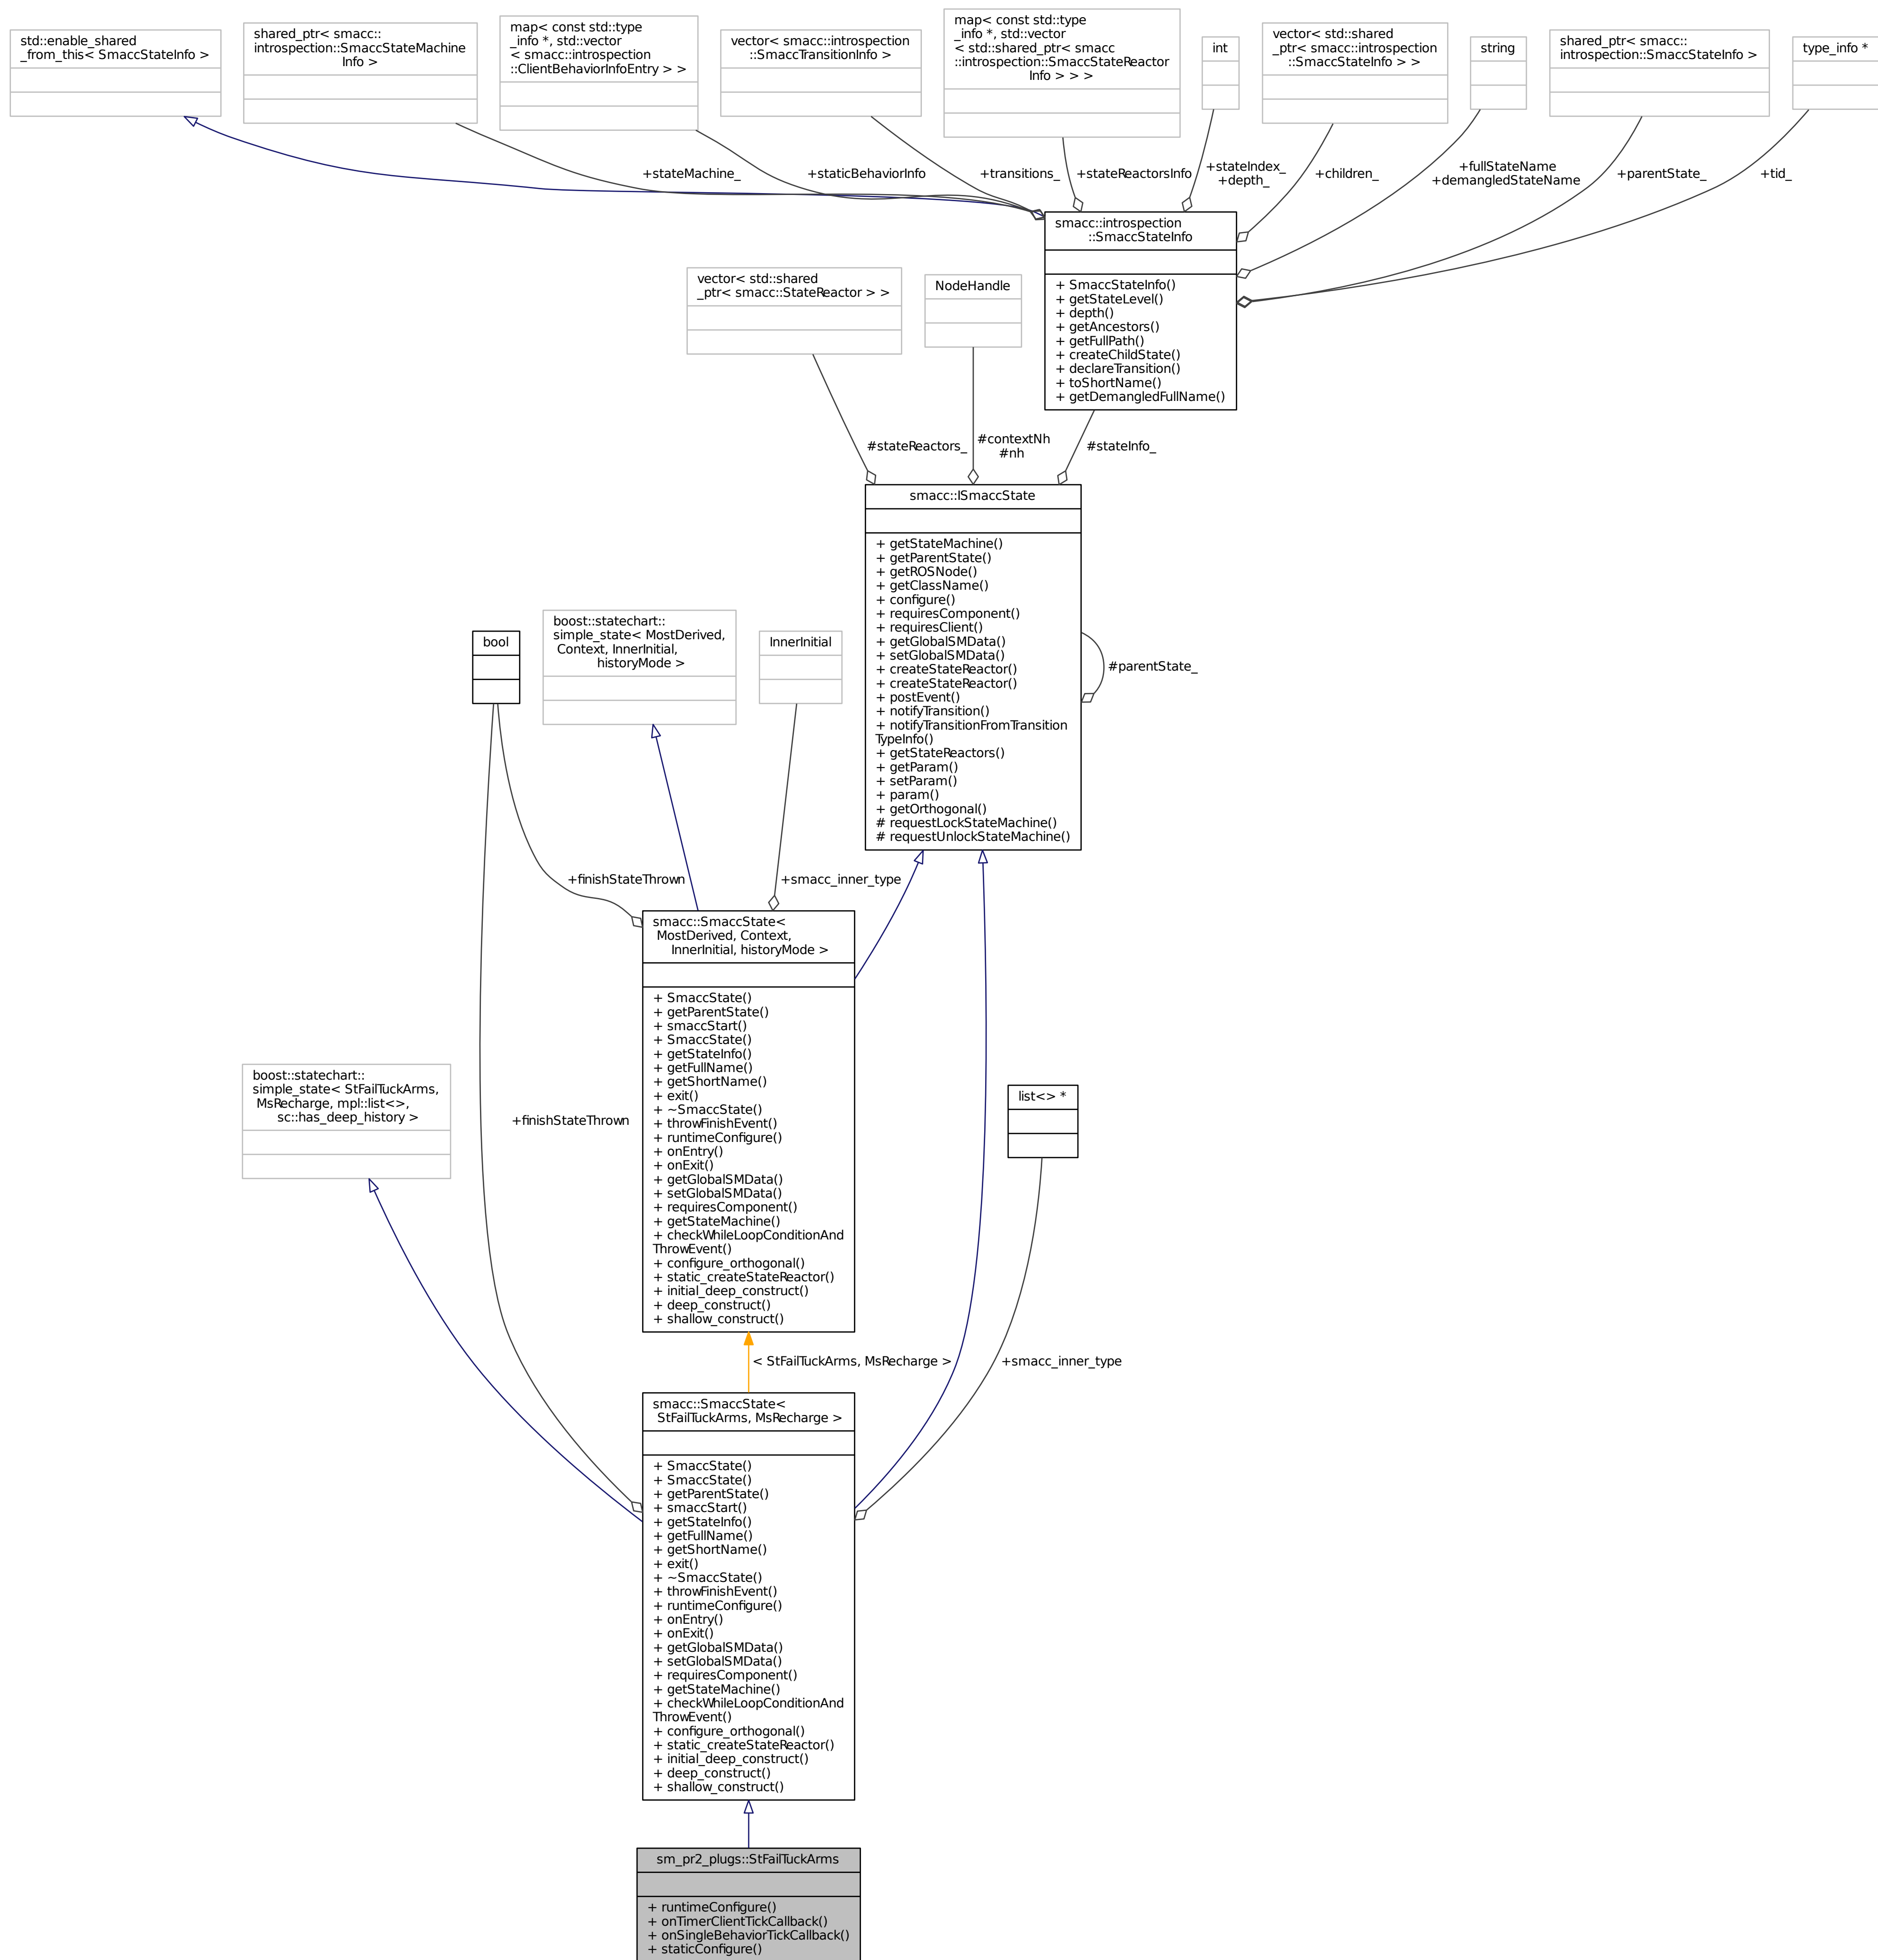 std::enable_shared
_from_this< SmaccStateInfo >
shared_ptr< smacc::
introspection::SmaccStateMachine
Info >
map< const std::type
_info *, std::vector
< smacc::introspection
::ClientBehaviorInfoEntry > >
vector< smacc::introspection
::SmaccTransitionInfo >
map< const std::type
_info *, std::vector
< std::shared_ptr< smacc
::introspection::SmaccStateReactor
Info > > >
int
vector< std::shared
_ptr< smacc::introspection
::SmaccStateInfo > >
string
shared_ptr< smacc::
introspection::SmaccStateInfo >
type_info *
+stateMachine_
+staticBehaviorInfo
+transitions_
+stateReactorsInfo
+stateIndex_
+depth_
+children_
+fullStateName
+demangledStateName
+parentState_
+tid_
smacc::introspection
::SmaccStateInfo
+ SmaccStateInfo()
+ getStateLevel()
+ depth()
+ getAncestors()
+ getFullPath()
+ createChildState()
+ declareTransition()
+ toShortName()
+ getDemangledFullName()
vector< std::shared
_ptr< smacc::StateReactor > >
NodeHandle
#stateReactors_
#contextNh
#nh
#stateInfo_
smacc::ISmaccState
+ getStateMachine()
+ getParentState()
+ getROSNode()
+ getClassName()
+ configure()
+ requiresComponent()
+ requiresClient()
+ getGlobalSMData()
+ setGlobalSMData()
+ createStateReactor()
+ createStateReactor()
+ postEvent()
+ notifyTransition()
+ notifyTransitionFromTransition
TypeInfo()
+ getStateReactors()
+ getParam()
+ setParam()
+ param()
+ getOrthogonal()
# requestLockStateMachine()
# requestUnlockStateMachine()
#parentState_
bool
boost::statechart::
simple_state< MostDerived,
Context, InnerInitial,
historyMode >
InnerInitial
+finishStateThrown
+smacc_inner_type
smacc::SmaccState<
MostDerived, Context,
InnerInitial, historyMode >
+ SmaccState()
+ getParentState()
+ smaccStart()
+ SmaccState()
+ getStateInfo()
+ getFullName()
+ getShortName()
+ exit()
+ ~SmaccState()
+ throwFinishEvent()
+ runtimeConfigure()
+ onEntry()
+ onExit()
+ getGlobalSMData()
+ setGlobalSMData()
+ requiresComponent()
+ getStateMachine()
+ checkWhileLoopConditionAnd
ThrowEvent()
+ configure_orthogonal()
+ static_createStateReactor()
+ initial_deep_construct()
+ deep_construct()
+ shallow_construct()
boost::statechart::
simple_state< StFailTuckArms,
MsRecharge, mpl::list<>,
sc::has_deep_history >
+finishStateThrown
list<> *
< StFailTuckArms, MsRecharge >
+smacc_inner_type
smacc::SmaccState<
StFailTuckArms, MsRecharge >
+ SmaccState()
+ SmaccState()
+ getParentState()
+ smaccStart()
+ getStateInfo()
+ getFullName()
+ getShortName()
+ exit()
+ ~SmaccState()
+ throwFinishEvent()
+ runtimeConfigure()
+ onEntry()
+ onExit()
+ getGlobalSMData()
+ setGlobalSMData()
+ requiresComponent()
+ getStateMachine()
+ checkWhileLoopConditionAnd
ThrowEvent()
+ configure_orthogonal()
+ static_createStateReactor()
+ initial_deep_construct()
+ deep_construct()
+ shallow_construct()
sm_pr2_plugs::StFailTuckArms
+ runtimeConfigure()
+ onTimerClientTickCallback()
+ onSingleBehaviorTickCallback()
+ staticConfigure()